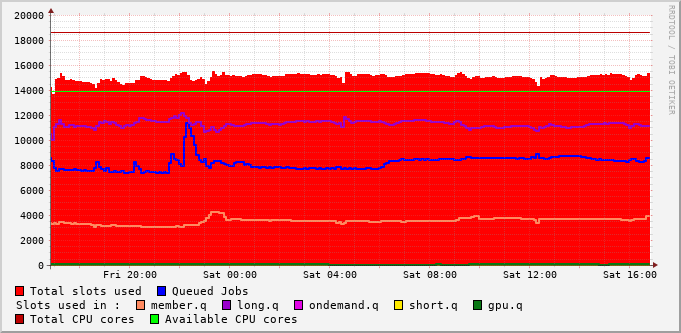 20000
18000
16000
14000
12000
10000
8000
6000
4000
2000
0
Fri 20:00 Sat 00:00 Sat 04:00 Sat 08:00 Sat 12:00 Sat 16:00
RRDTOOL / TOBI OETIKER
Total slots used Queued Jobs
Slots used in : member.q long.q ondemand.q short.q gpu.q
Total CPU cores Available CPU cores